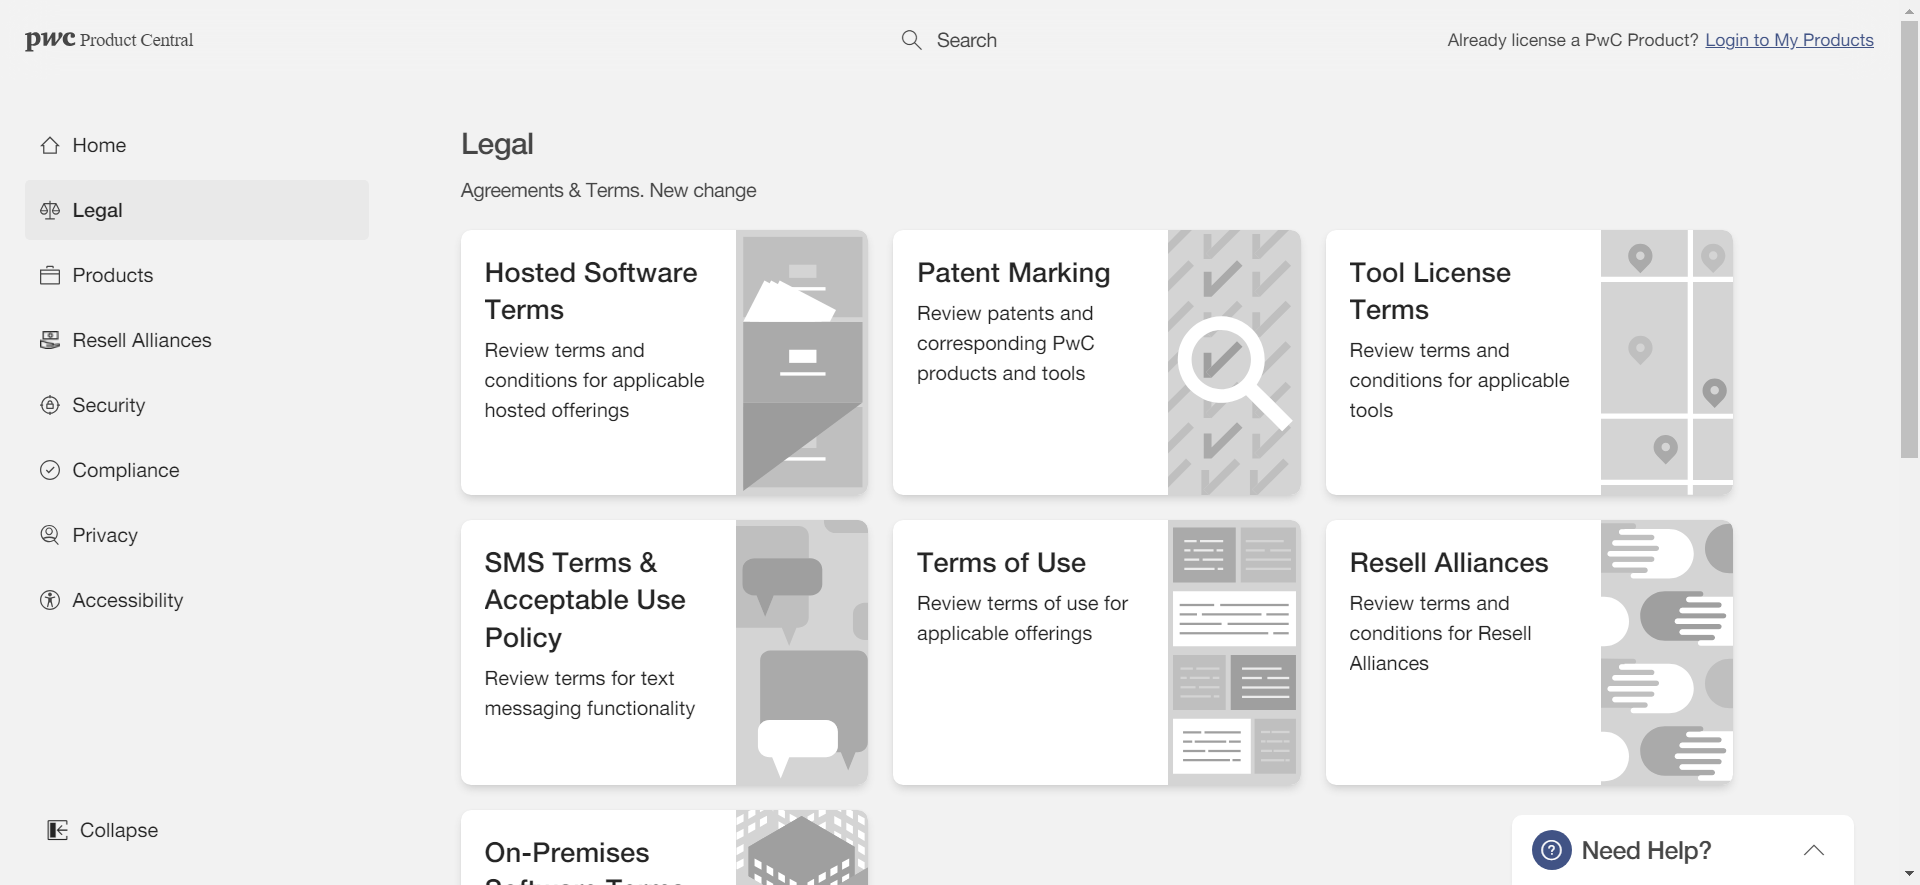 pwc Product Central
Search
Already license a PwC Product? Login to My Products
Home
Legal
Products
Resell Alliances
Security
Compliance
Privacy
Accessibility
Collapse
Legal
Agreements & Terms. New change
Hosted Software
Terms
Review terms and
conditions for applicable
hosted offerings
Patent Marking
Review patents and
corresponding PwC
products and tools
Tool License
Terms
Review terms and
conditions for applicable
tools
SMS Terms &
Acceptable Use
Policy
Review terms for text
messaging functionality
Terms of Use
Review terms of use for
applicable offerings
Resell Alliances
Review terms and
conditions for Resell
Alliances
On-Premises
Software Terms
Need Help?